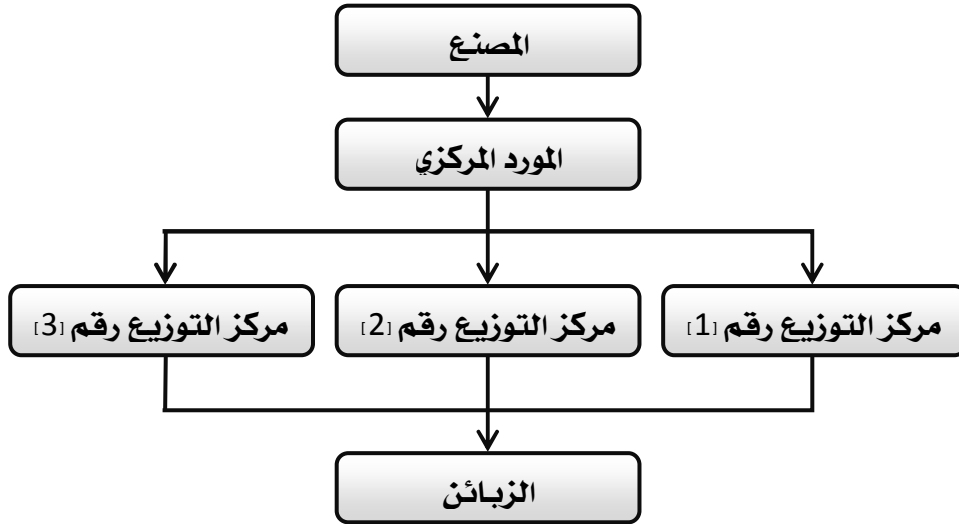 المصنع
المورد المركزي
مركز التوزيع رقم [1]
مركز التوزيع رقم [2]
مركز التوزيع رقم [3]
الزبائن